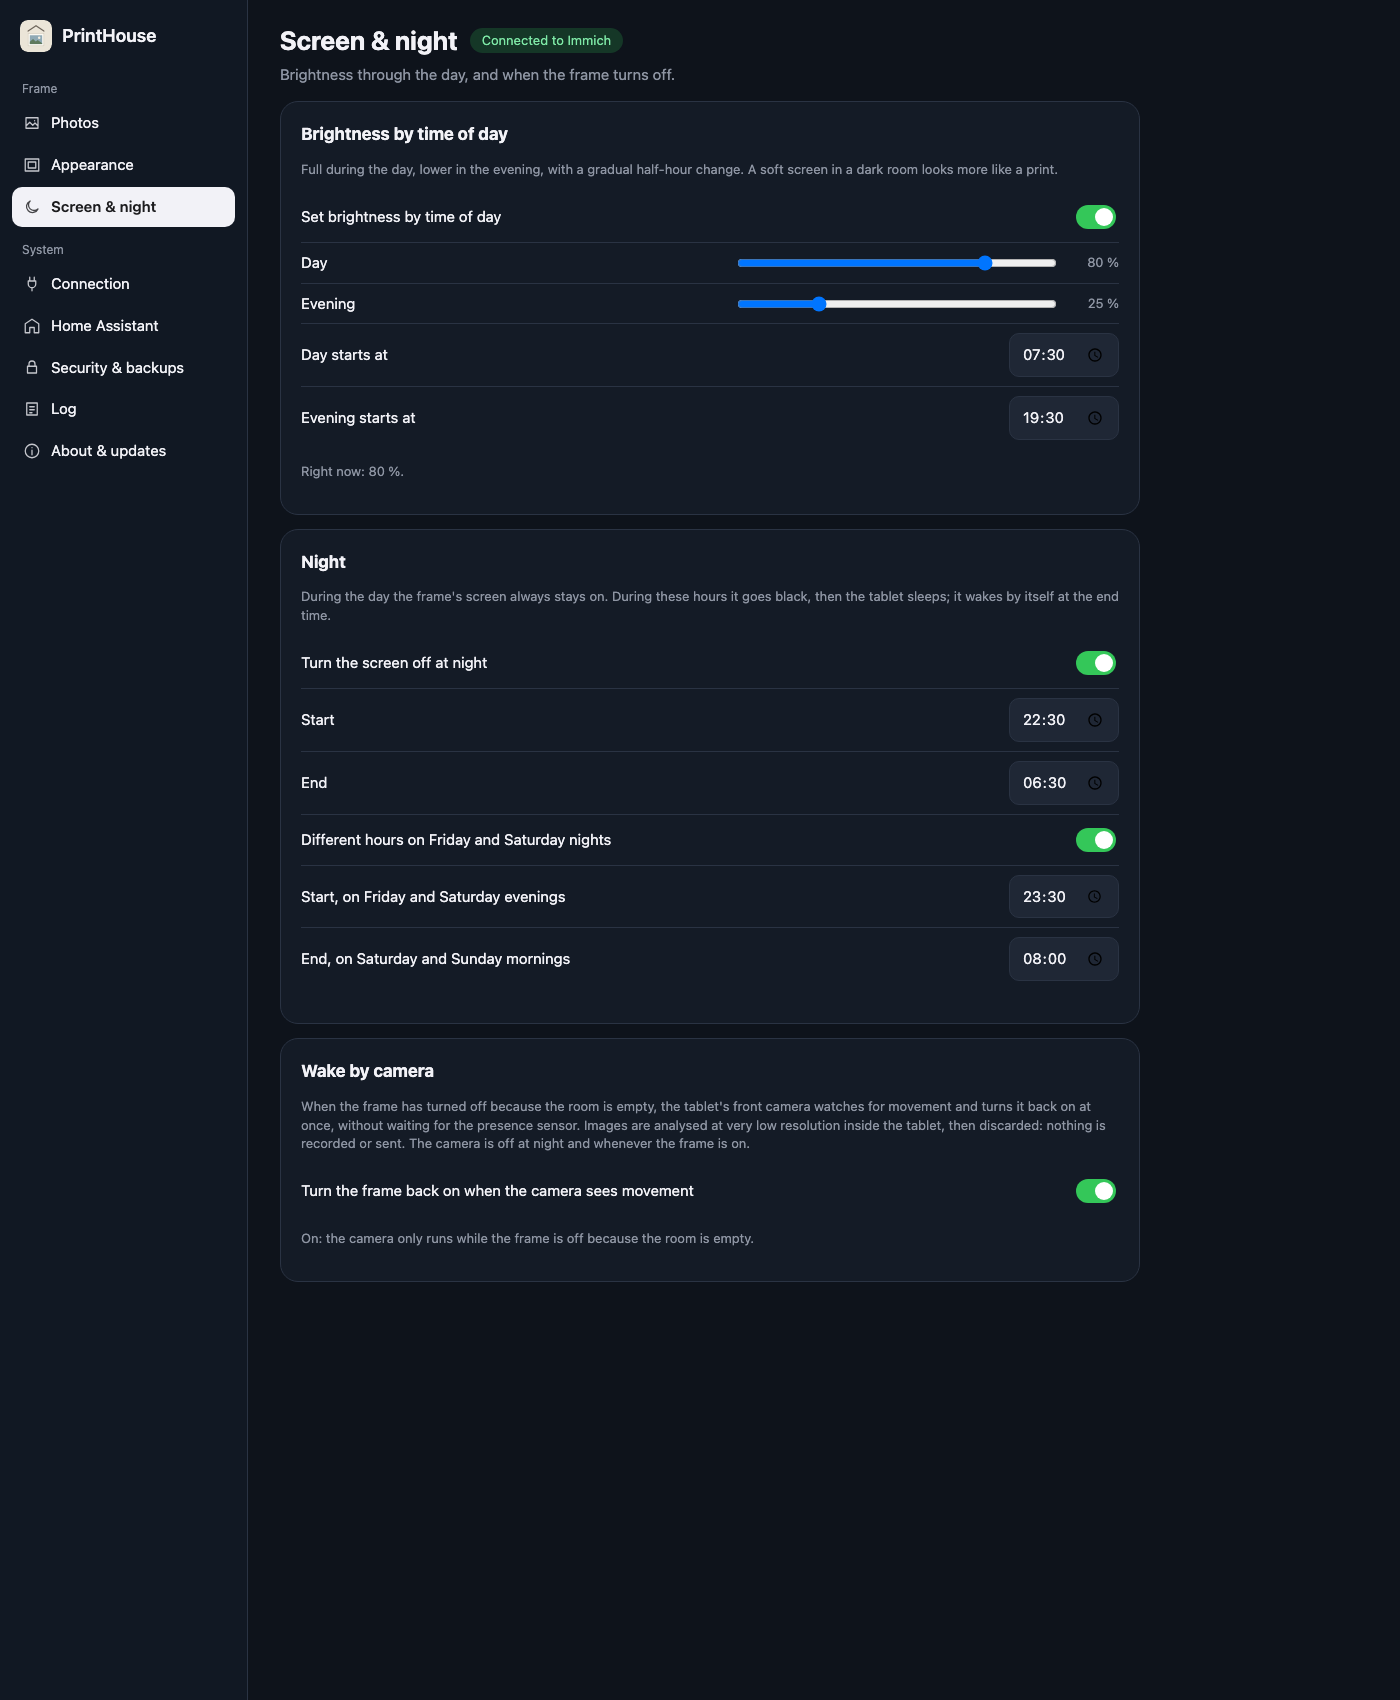 PrintHouse
Frame
Photos
Appearance
Screen & night
System
Connection
Home Assistant
Security & backups
Log
About & updates
Screen & night
Connected to Immich
Brightness through the day, and when the frame turns off.
Brightness by time of day
Full during the day, lower in the evening, with a gradual half-hour change. A soft screen in a dark room looks more like a print.
Set brightness by time of day
Day 80 %
Evening 25 %
Day starts at 07:30
Evening starts at 19:30
Right now: 80 %.
Night
During the day the frame's screen always stays on. During these hours it goes black, then the tablet sleeps; it wakes by itself at the end
time.
Turn the screen off at night
Start 22:30
End 06:30
Different hours on Friday and Saturday nights
Start, on Friday and Saturday evenings 23:30
End, on Saturday and Sunday mornings 08:00
Wake by camera
When the frame has turned off because the room is empty, the tablet's front camera watches for movement and turns it back on at
once, without waiting for the presence sensor. Images are analysed at very low resolution inside the tablet, then discarded: nothing is
recorded or sent. The camera is off at night and whenever the frame is on.
Turn the frame back on when the camera sees movement
On: the camera only runs while the frame is off because the room is empty.